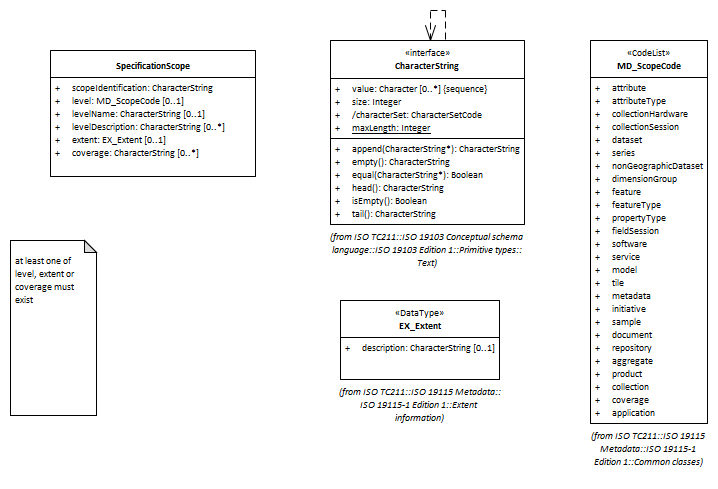 SpecificationScope
+ scopeIdentification: CharacterString
+ level: MD_ScopeCode [0..1]
+ levelName: CharacterString [0..1]
+ levelDescription: CharacterString [0..*]
+ extent: EX_Extent [0..1]
+ coverage: CharacterString [0..*]
at least one of
level, extent or
coverage must
exist
«interface»
CharacterString
+ value: Character [0..*] {sequence}
+ size: Integer
+ /characterSet: CharacterSetCode
+ maxLength: Integer
+ append(CharacterString*): CharacterString
+ empty(): CharacterString
+ equal(CharacterString*): Boolean
+ head(): CharacterString
+ isEmpty(): Boolean
+ tail(): CharacterString
(from ISO TC211::ISO 19103 Conceptual schema
language::ISO 19103 Edition 1::Primitive types::
Text)
«DataType»
EX_Extent
+ description: CharacterString [0..1]
(from ISO TC211::ISO 19115 Metadata::
ISO 19115-1 Edition 1::Extent
information)
«CodeList»
MD_ScopeCode
+ attribute
+ attributeType
+ collectionHardware
+ collectionSession
+ dataset
+ series
+ nonGeographicDataset
+ dimensionGroup
+ feature
+ featureType
+ propertyType
+ fieldSession
+ software
+ service
+ model
+ tile
+ metadata
+ initiative
+ sample
+ document
+ repository
+ aggregate
+ product
+ collection
+ coverage
+ application
(from ISO TC211::ISO 19115
Metadata::ISO 19115-1
Edition 1::Common classes)